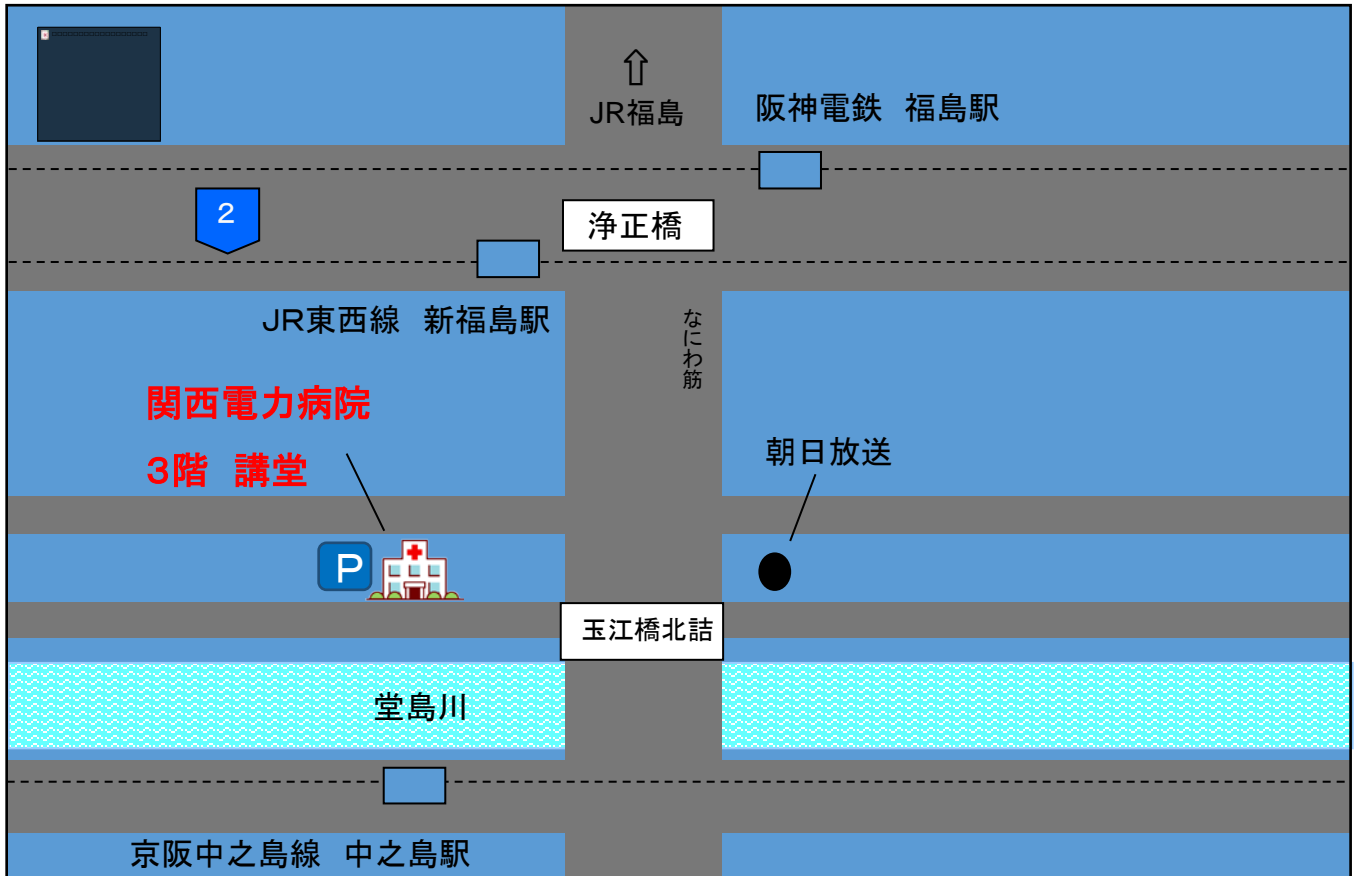 ⇧
JR福島
阪神電鉄　福島駅
２
浄正橋
JR東西線　新福島駅
なにわ筋
関西電力病院
３階　講堂
朝日放送
P
玉江橋北詰
堂島川
京阪中之島線　中之島駅